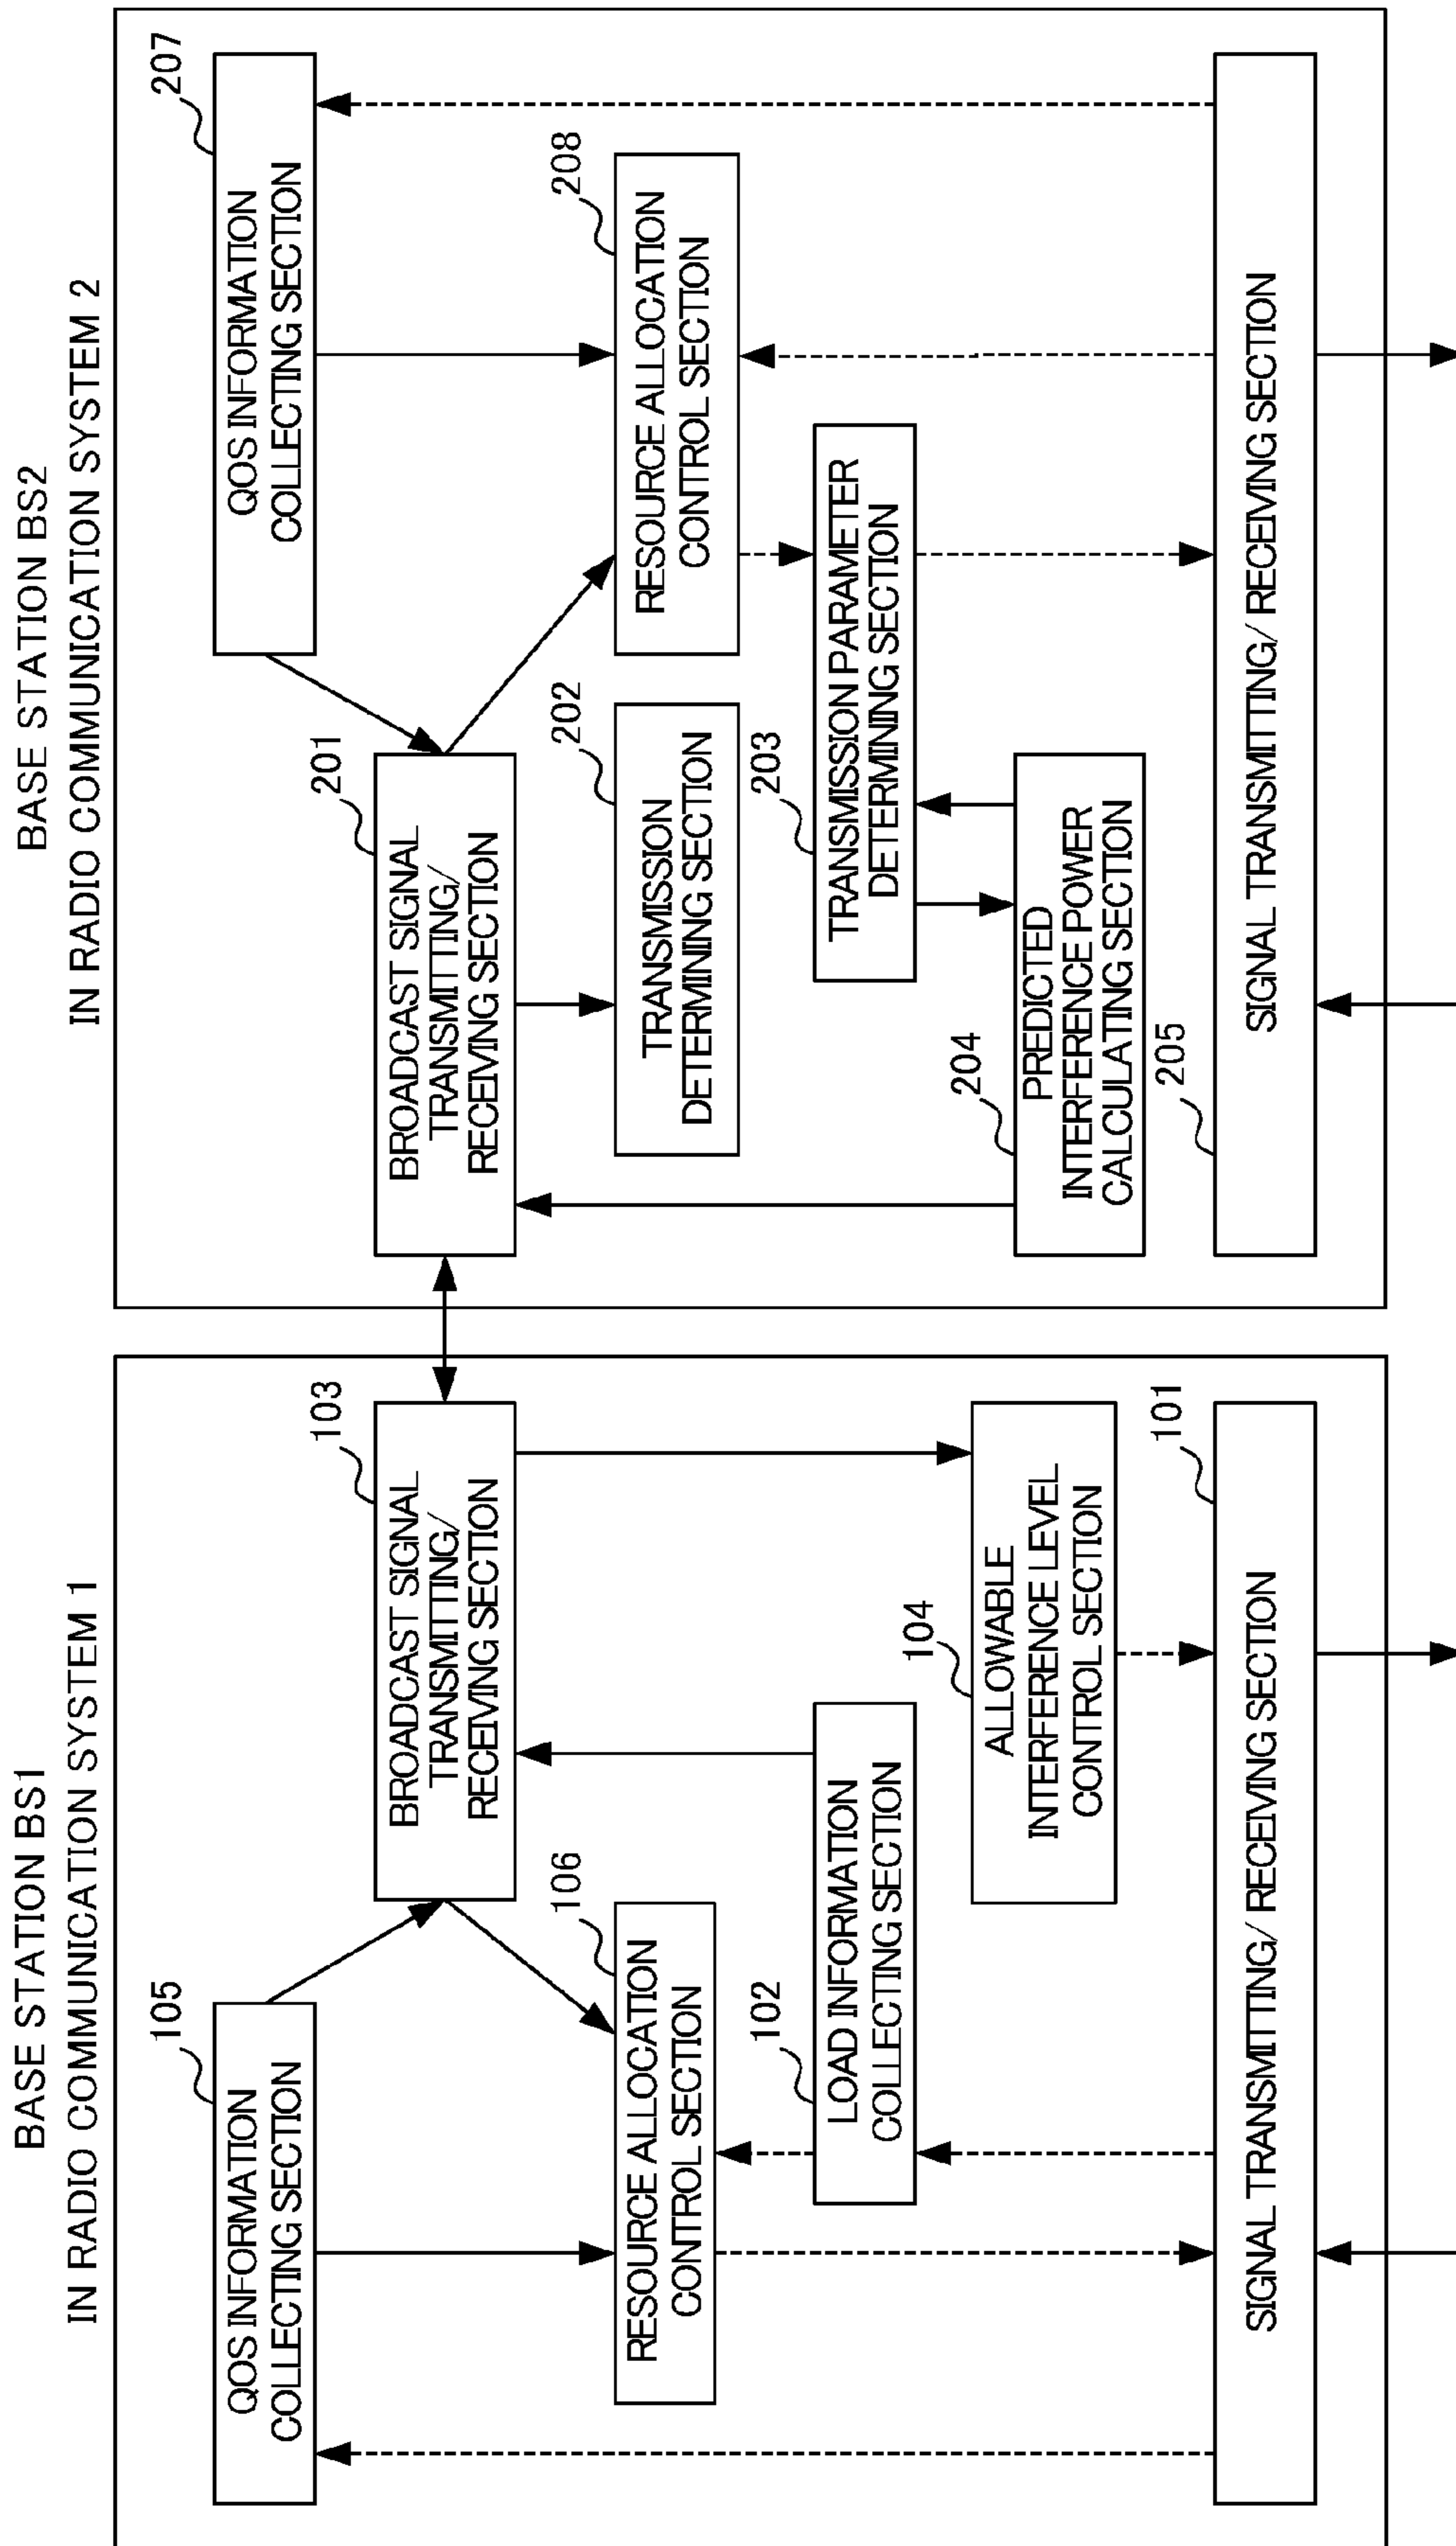 BASE STATION BS1
IN RADIO COMMUNICATION SYSTEM 1
105
QOS INFORMATION
COLLECTING SECTION
103
BROADCAST SIGNAL
TRANSMITTING/
RECEIVING SECTION
106
RESOURCE ALLOCATION
CONTROL SECTION
102
LOAD INFORMATION
COLLECTING SECTION
104
ALLOWABLE
INTERFERENCE LEVEL
CONTROL SECTION
101
SIGNAL TRANSMITTING/ RECEIVING SECTION
BASE STATION BS2
IN RADIO COMMUNICATION SYSTEM 2
207
QOS INFORMATION
COLLECTING SECTION
201
BROADCAST SIGNAL
TRANSMITTING/
RECEIVING SECTION
202
TRANSMISSION
DETERMINING SECTION
208
RESOURCE ALLOCATION
CONTROL SECTION
203
TRANSMISSION PARAMETER
DETERMINING SECTION
204
PREDICTED
INTERFERENCE POWER
CALCULATING SECTION
205
SIGNAL TRANSMITTING/ RECEIVING SECTION